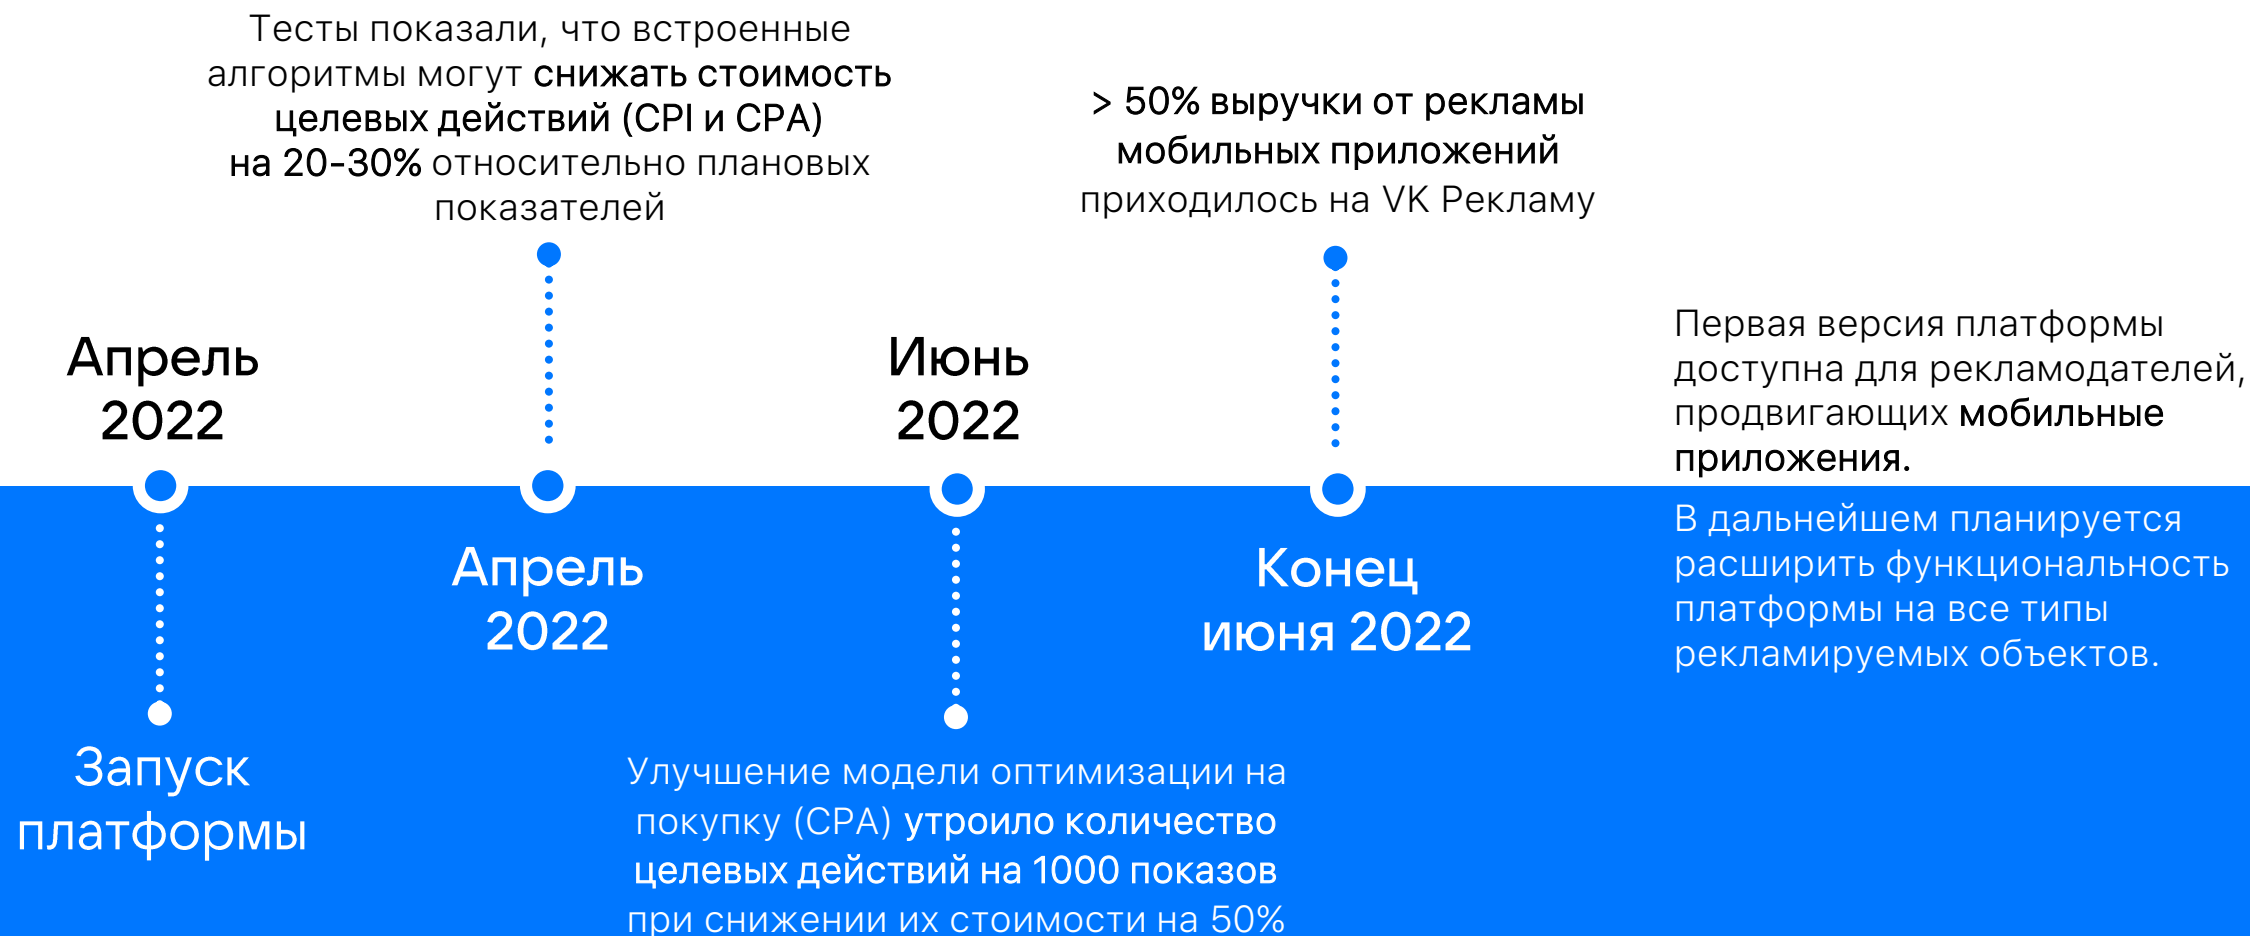 Апрель
2022
Запуск
платформы
Тесты показали, что встроенные
алгоритмы могут снижать стоимость
целевых действий (CPI и CPA)
на 20-30% относительно плановых
показателей
Апрель
2022
Июнь
2022
Улучшение модели оптимизации на
покупку (CPA) утроило количество
целевых действий на 1000 показов
при снижении их стоимости на 50%
> 50% выручки от рекламы
мобильных приложений
приходилось на VK Рекламу
Конец
июня 2022
Первая версия платформы
доступна для рекламодателей,
продвигающих мобильные
приложения.
В дальнейшем планируется
расширить функциональность
платформы на все типы
рекламируемых объектов.